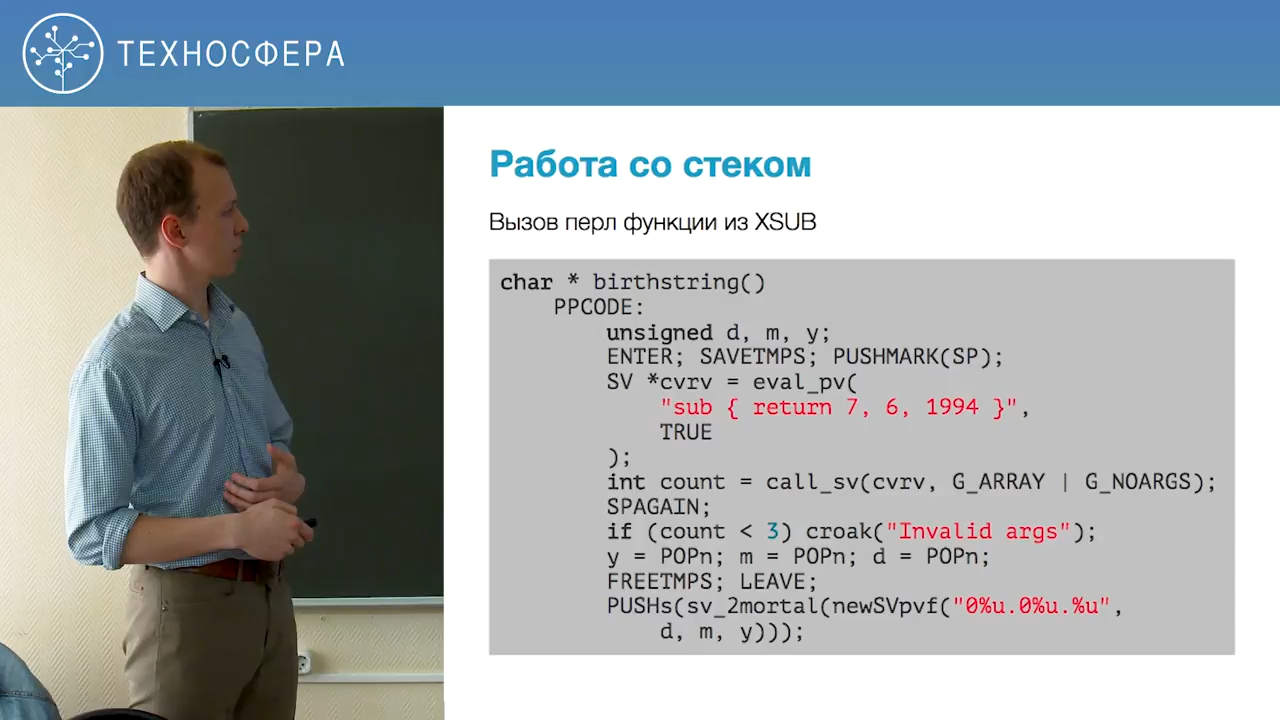 ТЕХНОСФЕРА
Работа со стеком
Вызов перл функции из XSUB
char * birthstring()
PPCODE:
unsigned d, m, y;
ENTER; SAVETMPS; PUSHMARK(SP);
SV *cvrv = eval_pv(
"sub { return 7, 6, 1994 }",
TRUE
);
int count = call_sv(cvrv, G_ARRAY | G_NOARGS);
SPAGAIN;
if (count < 3) croak("Invalid args");
y = POPn; m = POPn; d = POPn;
FREETMPS; LEAVE;
PUSHs(sv_2mortal(newSVpvf("0%u.0%u.%u",
d, m, y)));